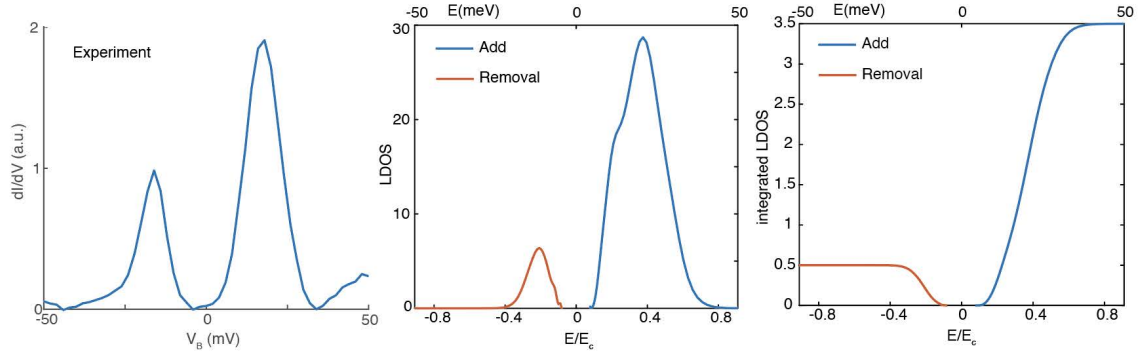 Experiment
2
1
0
-50
0
50
dI/dV (a.u.)
V_B (mV)
-50
E(meV)
0
50
30
20
10
0
Add
Removal
LDOS
-0.8
-0.4
0
0.4
0.8
E/E_c
-50
E(meV)
0
50
3.5
3
2.5
2
1.5
1
0.5
0
Add
Removal
integrated LDOS
-0.8
-0.4
0
0.4
0.8
E/E_c